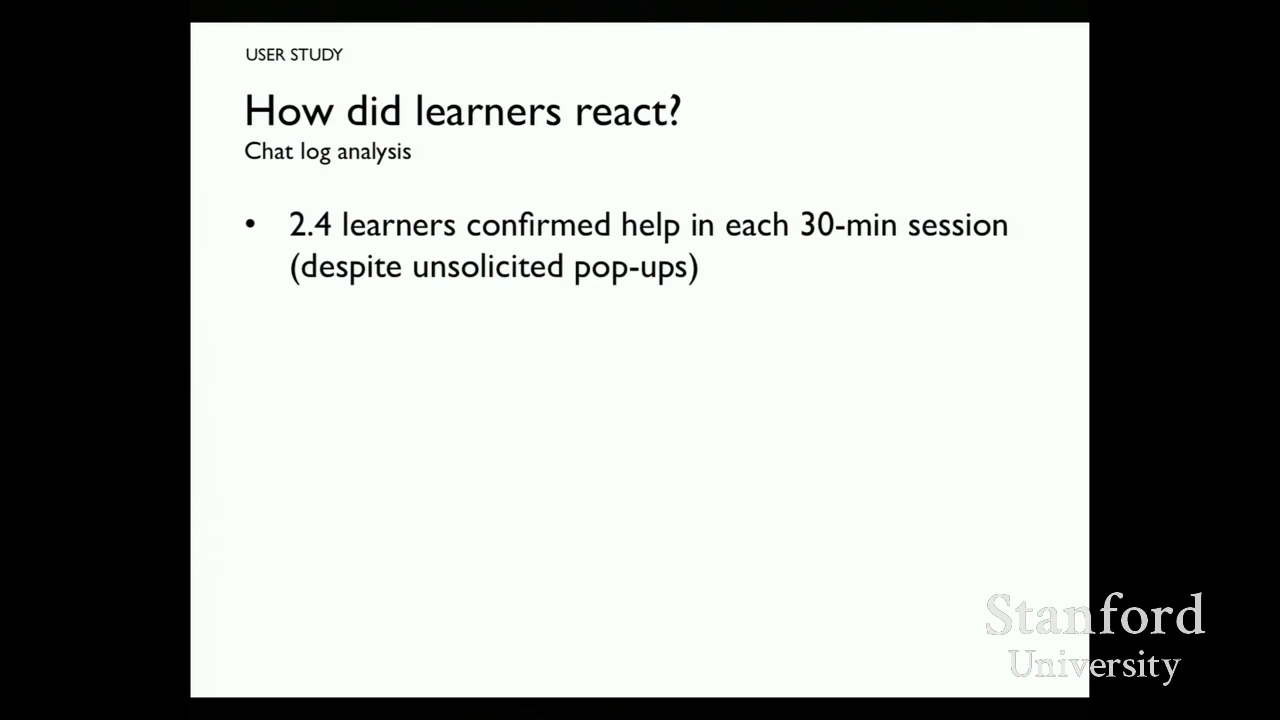 USER STUDY
How did learners react?
Chat log analysis
• 2.4 learners confirmed help in each 30-min session
(despite unsolicited pop-ups)
Stanford
University